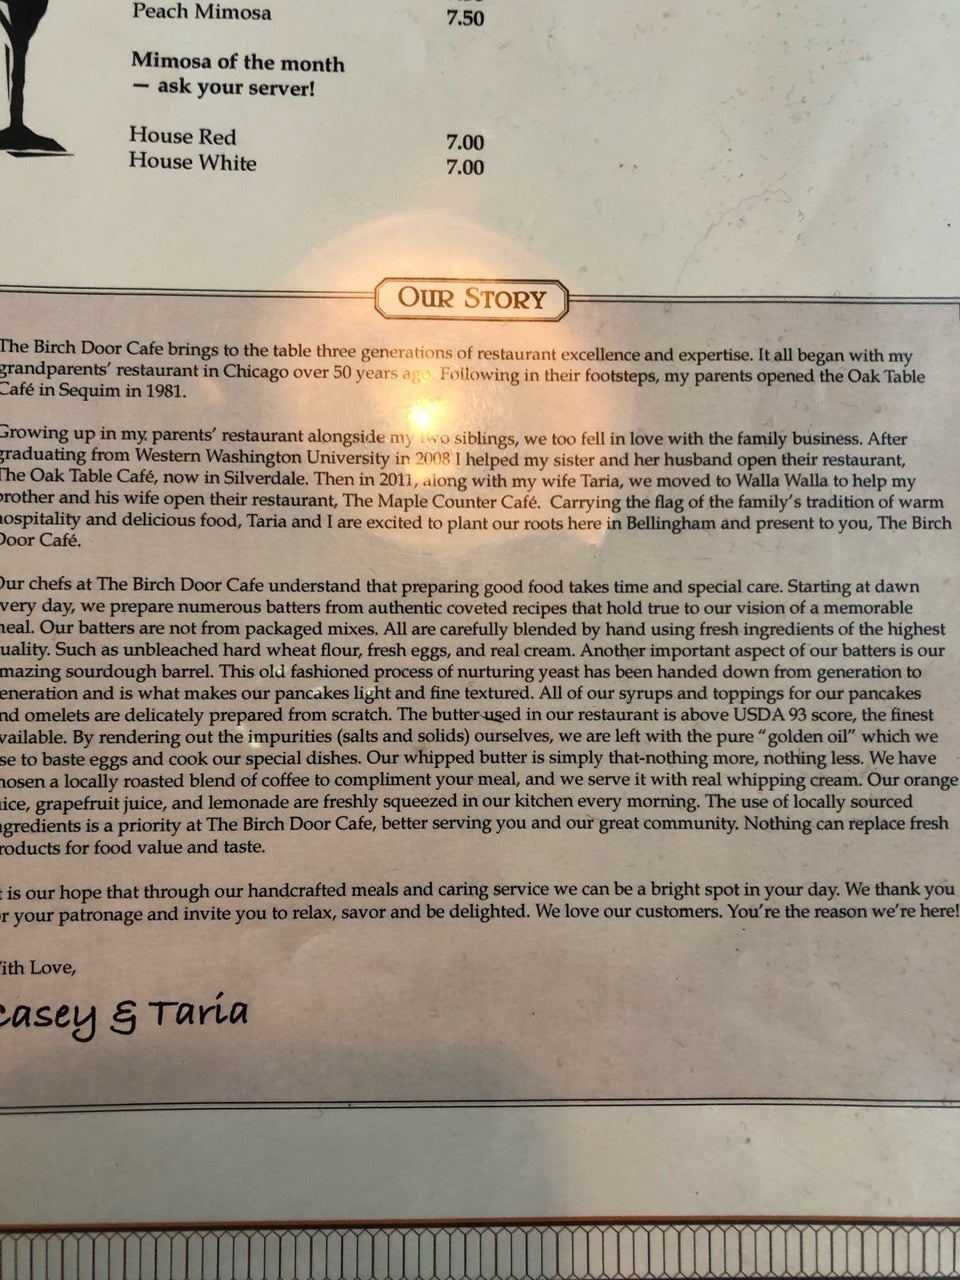 Peach Mimosa 7.50
Mimosa of the month
— ask your server!
House Red 7.00
House White 7.00
OUR STORY
The Birch Door Cafe brings to the table three generations of restaurant excellence and expertise. It all began with my
grandparents' restaurant in Chicago over 50 years ago. Following in their footsteps, my parents opened the Oak Table
Café in Sequim in 1981.
Growing up in my parents' restaurant alongside my two siblings, we too fell in love with the family business. After
graduating from Western Washington University in 2008 I helped my sister and her husband open their restaurant,
The Oak Table Café, now in Silverdale. Then in 2011, along with my wife Taria, we moved to Walla Walla to help my
brother and his wife open their restaurant, The Maple Counter Café. Carrying the flag of the family's tradition of warm
hospitality and delicious food, Taria and I are excited to plant our roots here in Bellingham and present to you, The Birch
Door Café.
Our chefs at The Birch Door Cafe understand that preparing good food takes time and special care. Starting at dawn
very day, we prepare numerous batters from authentic coveted recipes that hold true to our vision of a memorable
meal. Our batters are not from packaged mixes. All are carefully blended by hand using fresh ingredients of the highest
uality. Such as unbleached hard wheat flour, fresh eggs, and real cream. Another important aspect of our batters is our
mazing sourdough barrel. This old fashioned process of nurturing yeast has been handed down from generation to
eneration and is what makes our pancakes light and fine textured. All of our syrups and toppings for our pancakes
nd omelets are delicately prepared from scratch. The butter used in our restaurant is above USDA 93 score, the finest
vailable. By rendering out the impurities (salts and solids) ourselves, we are left with the pure "golden oil" which we
se to baste eggs and cook our special dishes. Our whipped butter is simply that-nothing more, nothing less. We have
hosen a locally roasted blend of coffee to compliment your meal, and we serve it with real whipping cream. Our orange
uice, grapefruit juice, and lemonade are freshly squeezed in our kitchen every morning. The use of locally sourced
ngredients is a priority at The Birch Door Cafe, better serving you and our great community. Nothing can replace fresh
roducts for food value and taste.
t is our hope that through our handcrafted meals and caring service we can be a bright spot in your day. We thank you
or your patronage and invite you to relax, savor and be delighted. We love our customers. You're the reason we're here!
ith Love,
Casey & Taria